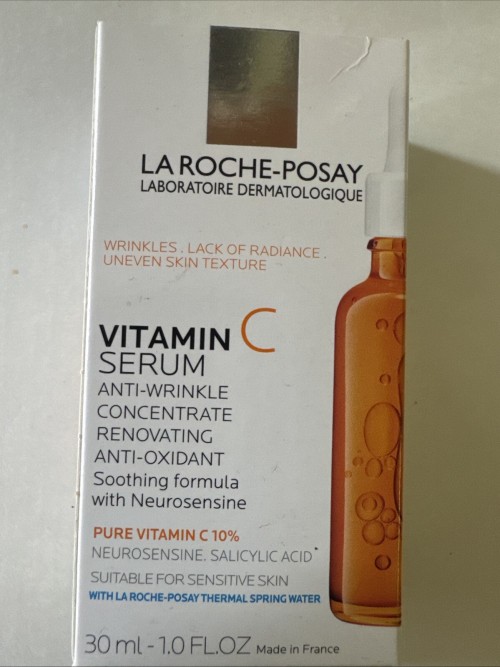 LA ROCHE-POSAY
LABORATOIRE DERMATOLOGIQUE
WRINKLES . LACK OF RADIANCE .
UNEVEN SKIN TEXTURE
VITAMIN C
SERUM
ANTI-WRINKLE
CONCENTRATE
RENOVATING
ANTI-OXIDANT
Soothing formula
with Neurosensine
PURE VITAMIN C 10%
NEUROSENSINE. SALICYLIC ACID*
SUITABLE FOR SENSITIVE SKIN
WITH LA ROCHE-POSAY THERMAL SPRING WATER
30 ml - 1.0 FL.OZ Made in France